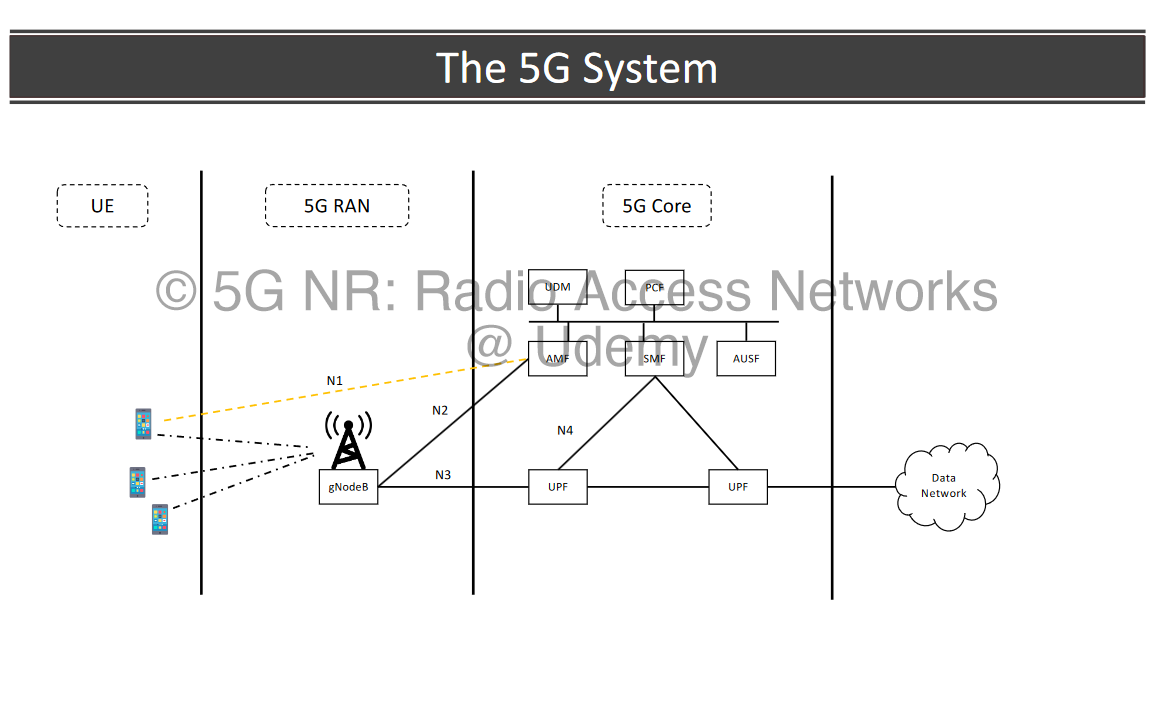 The 5G System
UE
5G RAN
5G Core
© 5G NR: Radio Access Networks
@ Udemy
UDM
PCF
AMF
SMF
AUSF
N1
N2
N4
N3
gNodeB
UPF
UPF
Data
Network